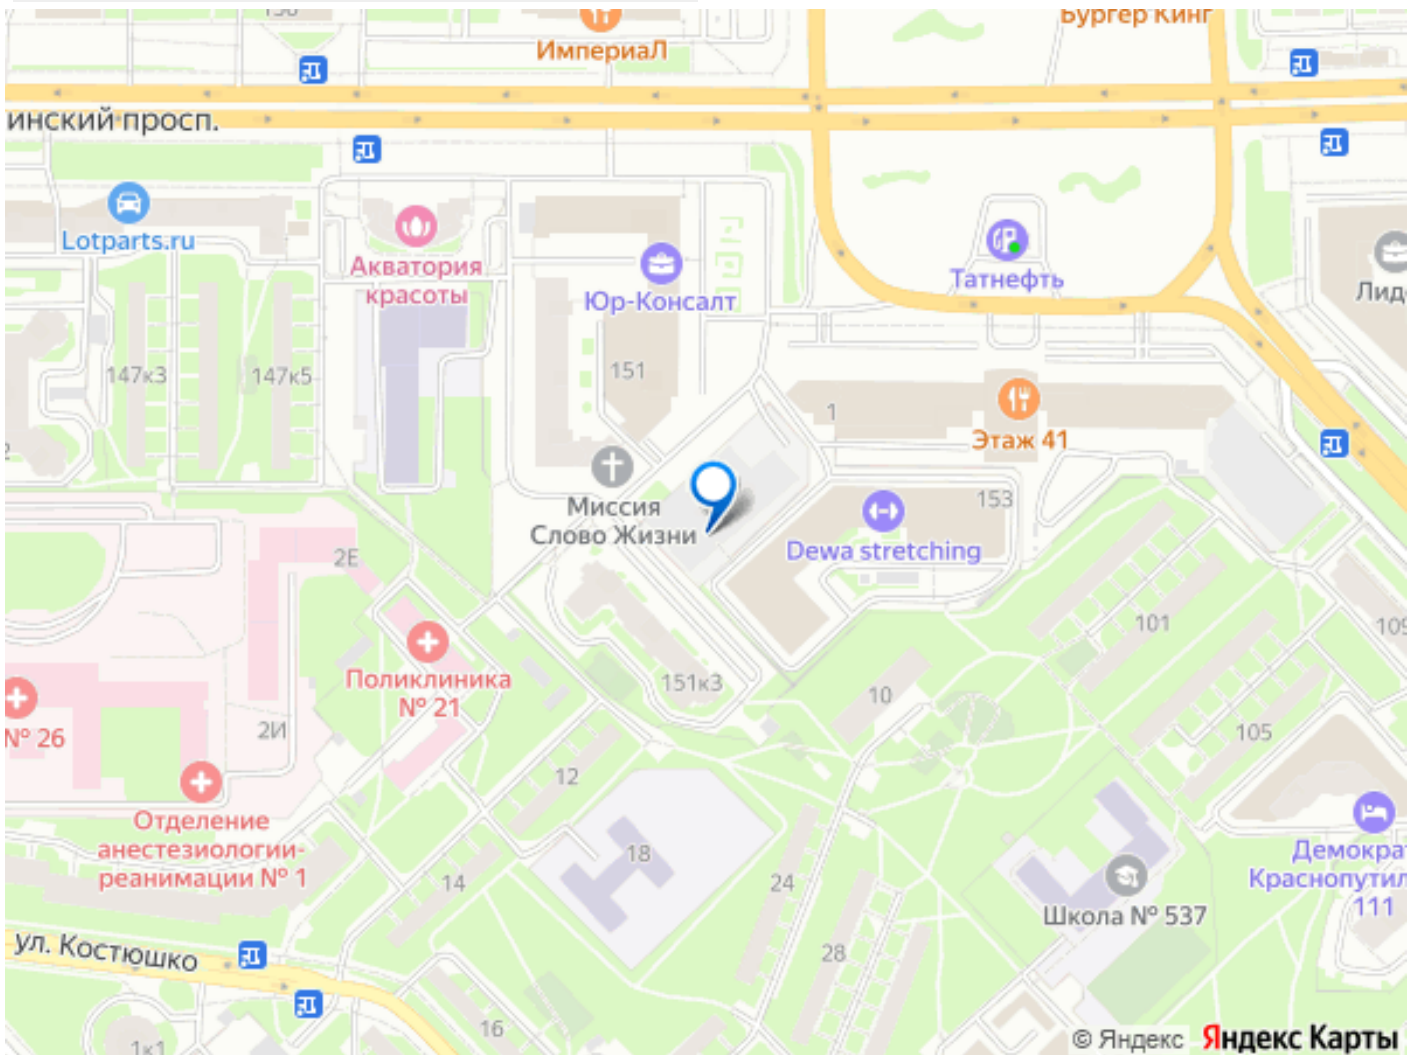 Бургер Кинг
ИмпериаЛ
инский просп.
Lotparts.ru
Акватория
красоты
Юр-Консалт
Татнефть
147к3
147к5
151
1
Этаж 41
Миссия
Слово Жизни
153
Dewa stretching
2Е
101
109
Поликлиника
№ 21
151к3
10
№ 26
2И
105
12
Отделение
анестезиологии-
реанимации № 1
18
14
24
Демокра
Краснопутил
111
Школа № 537
ул. Костюшко
28
16
1к1
© Яндекс Яндекс Карты